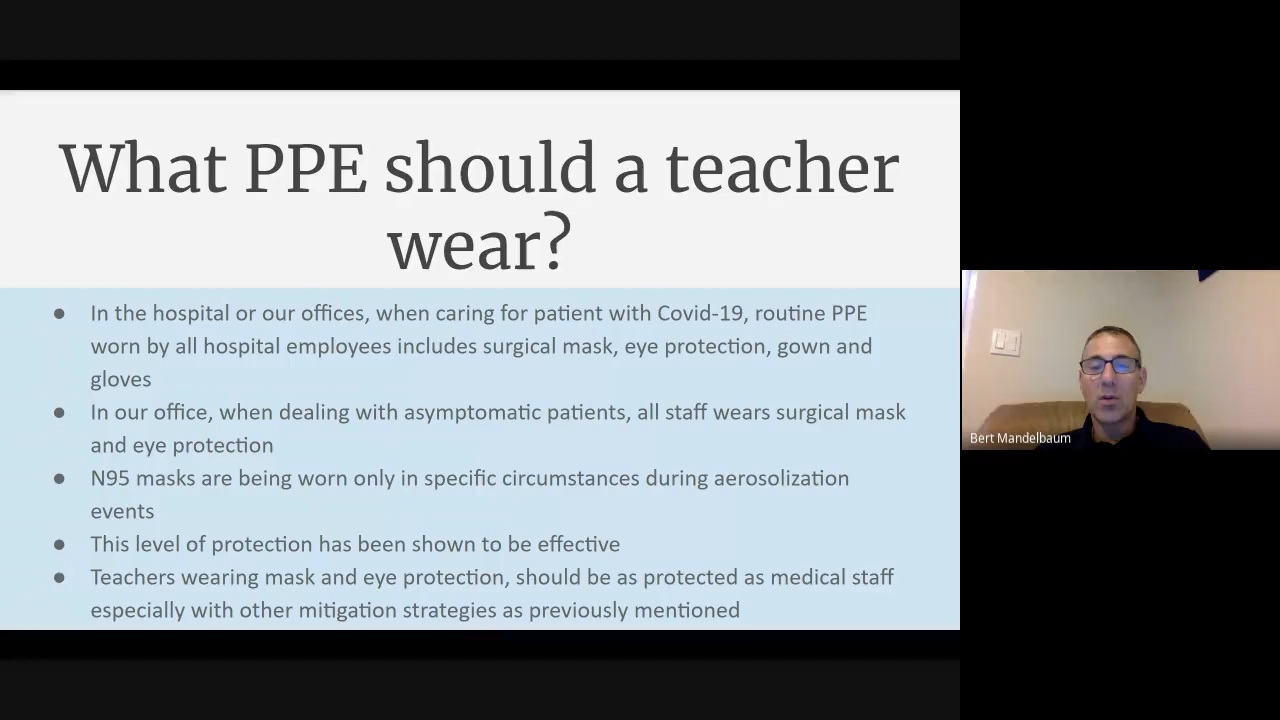 What PPE should a teacher
wear?
● In the hospital or our offices, when caring for patient with Covid-19, routine PPE
worn by all hospital employees includes surgical mask, eye protection, gown and
gloves
● In our office, when dealing with asymptomatic patients, all staff wears surgical mask
and eye protection
● N95 masks are being worn only in specific circumstances during aerosolization
events
● This level of protection has been shown to be effective
● Teachers wearing mask and eye protection, should be as protected as medical staff
especially with other mitigation strategies as previously mentioned
Bert Mandelbaum